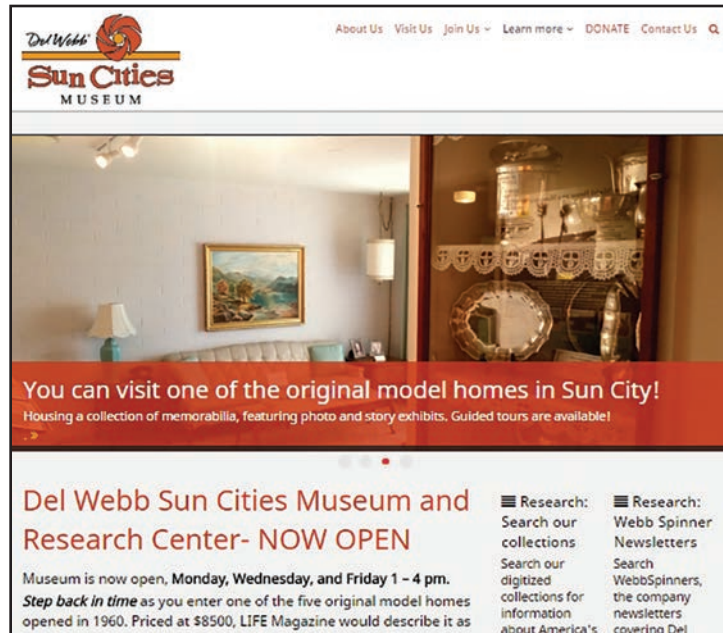 Del Webb's
Sun Cities
MUSEUM
About Us Visit Us Join Us Learn more DONATE Contact Us
You can visit one of the original model homes in Sun City!
Housing a collection of memorabilia, featuring photo and story exhibits. Guided tours are available!
. »
Del Webb Sun Cities Museum and
Research Center- NOW OPEN
Museum is now open, Monday, Wednesday, and Friday 1 – 4 pm.
Step back in time as you enter one of the five original model homes
opened in 1960. Priced at $8500, LIFE Magazine would describe it as
Research:
Search our
collections
Search our
digitized
collections for
information
about America's
Research:
Webb Spinner
Newsletters
Search
WebbSpinners,
the company
newsletters
covering Del